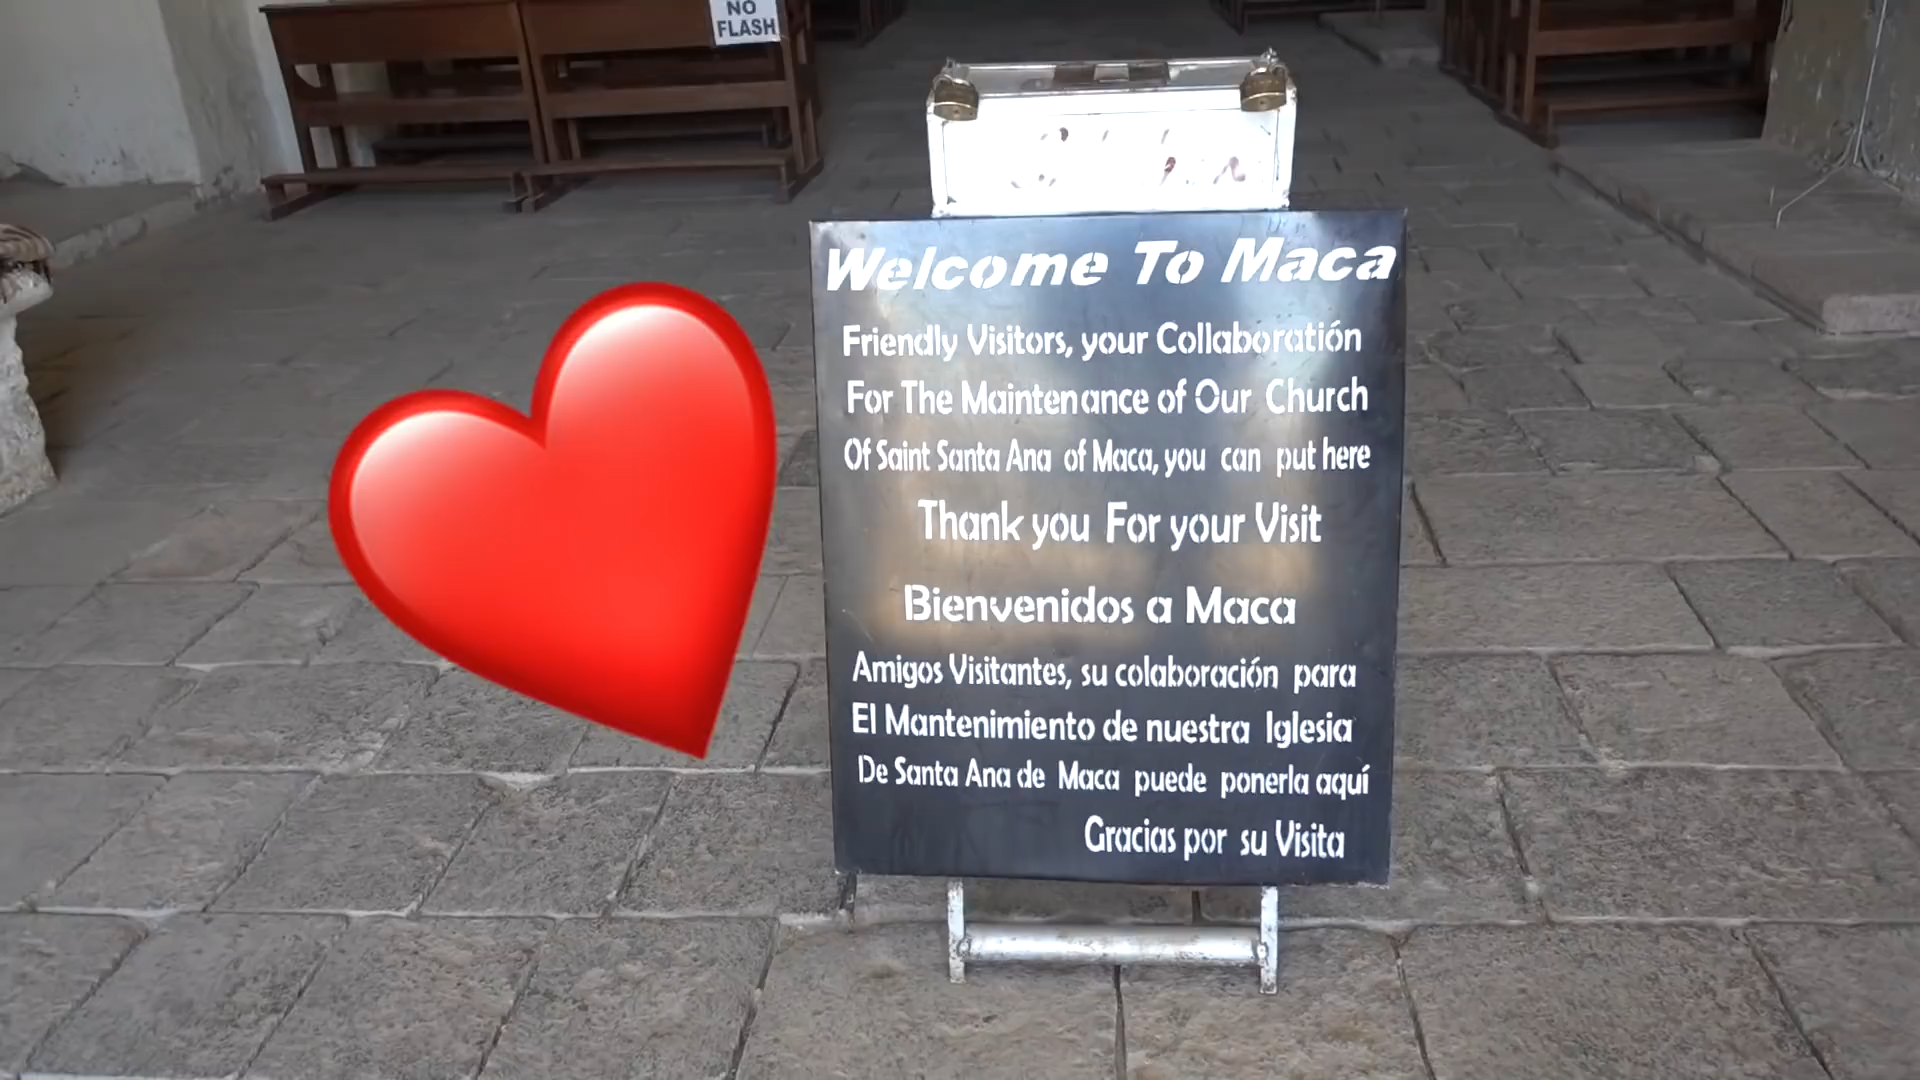 NO
FLASH
Welcome To Maca
Friendly Visitors, your Collaboratión
For The Maintenance of Our Church
Of Saint Santa Ana of Maca, you can put here
Thank you For your Visit
Bienvenidos a Maca
Amigos Visitantes, su colaboración para
El Mantenimiento de nuestra Iglesia
De Santa Ana de Maca puede ponerla aquí
Gracias por su Visita